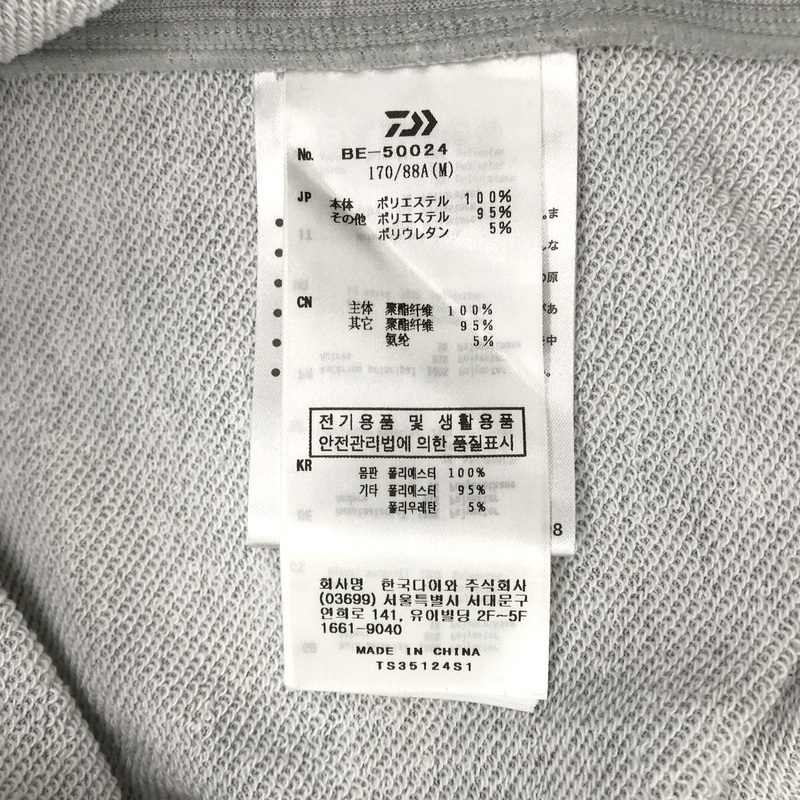 No. BE-50024
170/88A(M)
JP 本体 ポリエステル 100%
その他 ポリエステル 95%
ポリウレタン 5%
CN 主体 聚酯纤维 100%
其它 聚酯纤维 95%
氨纶 5%
전기용품 및 생활용품
안전관리법에 의한 품질표시
KR 몸판 폴리에스터 100%
기타 폴리에스터 95%
폴리우레탄 5%
회사명 한국다이와 주식회사
(03699) 서울특별시 서대문구
연희로 141, 유이빌딩 2F~5F
1661-9040
MADE IN CHINA
TS35124S1